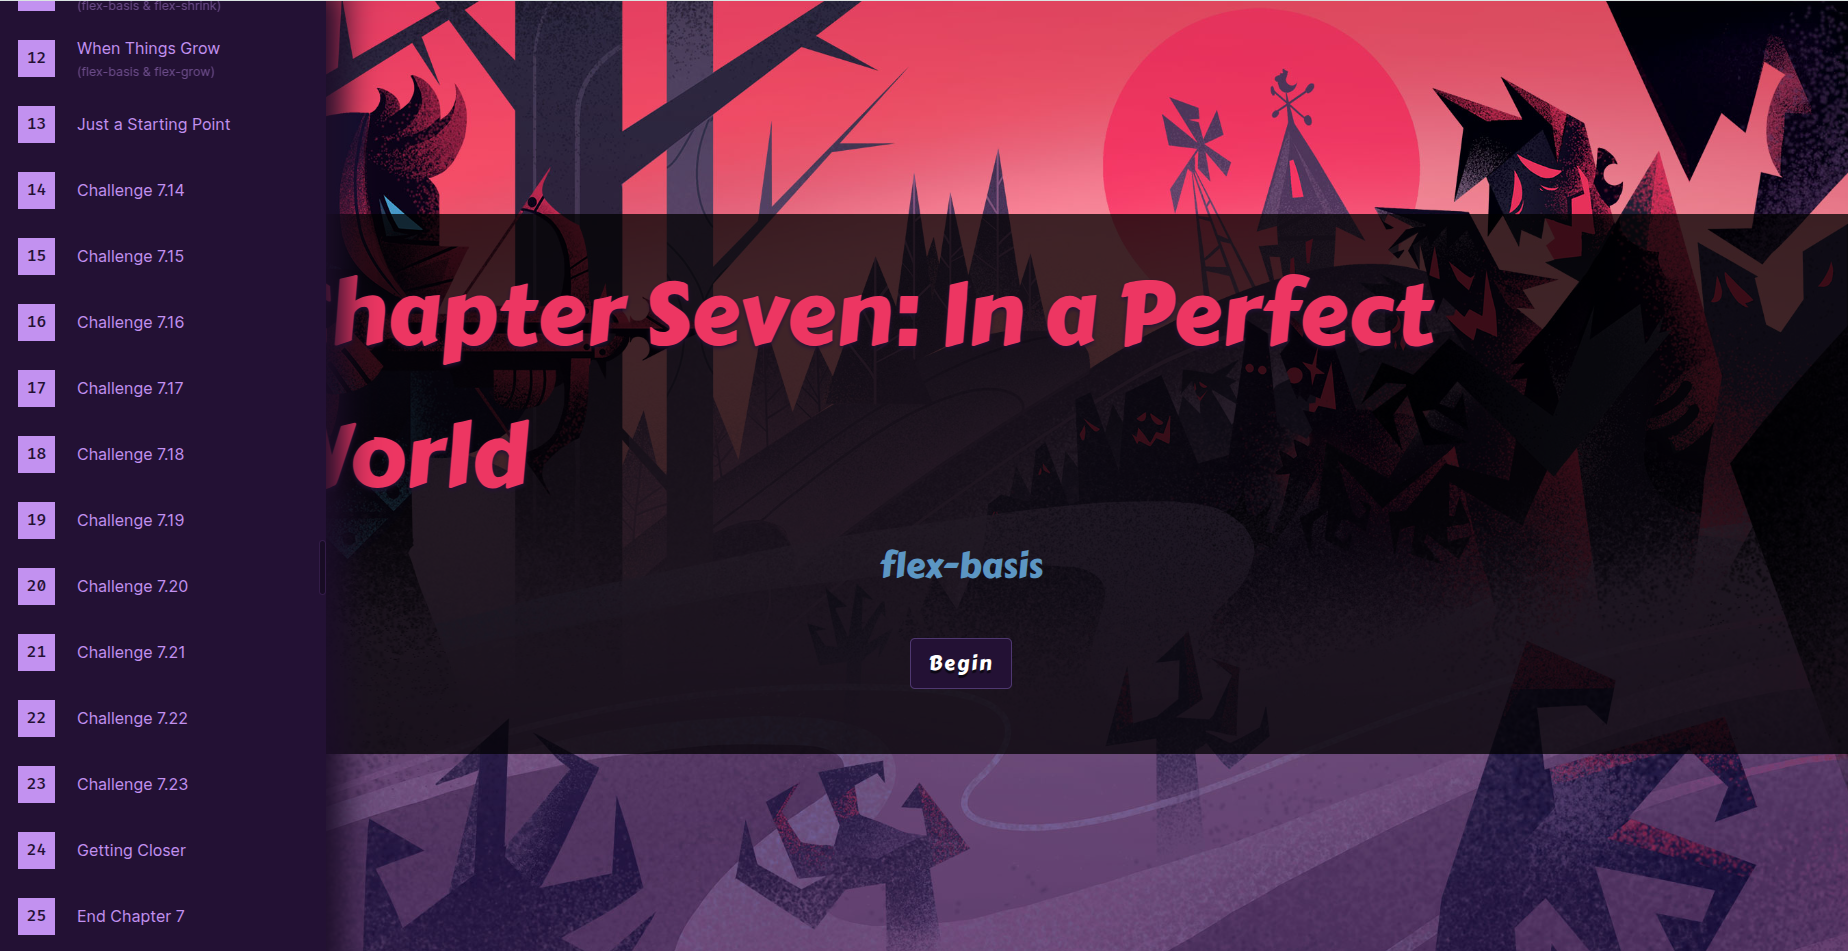 (flex-basis & flex-shrink)
12
When Things Grow
(flex-basis & flex-grow)
13
Just a Starting Point
14
Challenge 7.14
15
Challenge 7.15
16
Challenge 7.16
17
Challenge 7.17
18
Challenge 7.18
19
Challenge 7.19
20
Challenge 7.20
21
Challenge 7.21
22
Challenge 7.22
23
Challenge 7.23
24
Getting Closer
25
End Chapter 7
hapter Seven: In a Perfect
orld
flex-basis
Begin